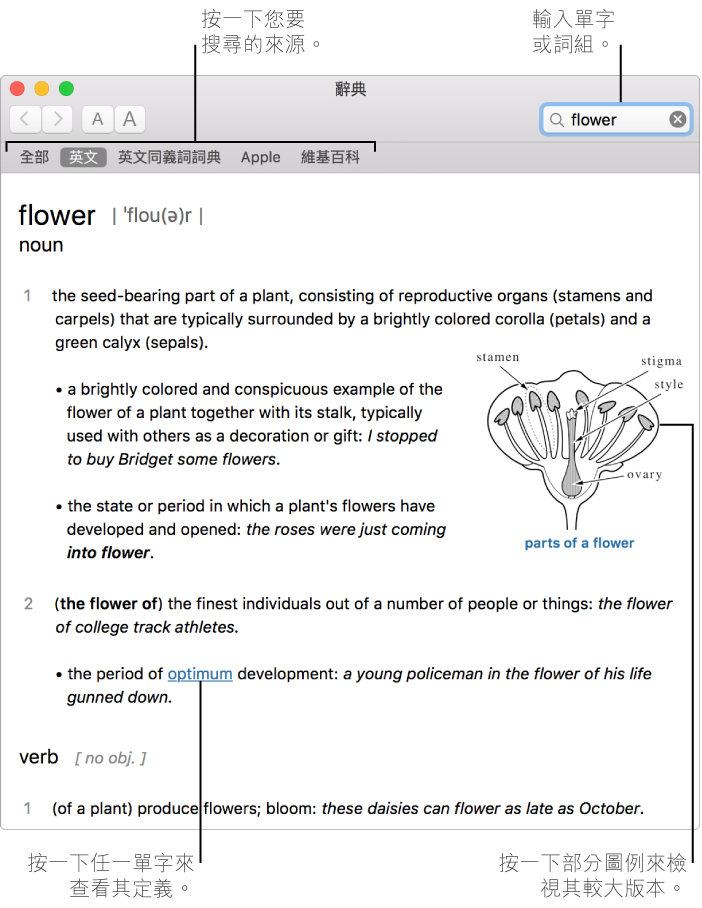 按一下您要
搜尋的來源。
輸入單字
或詞組。
辭典
A A
flower
全部 英文 英文同義詞詞典 Apple 維基百科
flower | ˈflou(ə)r |
noun
1 the seed-bearing part of a plant, consisting of reproductive organs (stamens and
carpels) that are typically surrounded by a brightly colored corolla (petals) and a
green calyx (sepals).
• a brightly colored and conspicuous example of the
flower of a plant together with its stalk, typically
used with others as a decoration or gift: I stopped
to buy Bridget some flowers.
• the state or period in which a plant's flowers have
developed and opened: the roses were just coming
into flower.
stamen
stigma
style
ovary
parts of a flower
2 (the flower of) the finest individuals out of a number of people or things: the flower
of college track athletes.
• the period of optimum development: a young policeman in the flower of his life
gunned down.
verb [ no obj. ]
1 (of a plant) produce flowers; bloom: these daisies can flower as late as October.
按一下任一單字來
查看其定義。
按一下部分圖例來檢
視其較大版本。